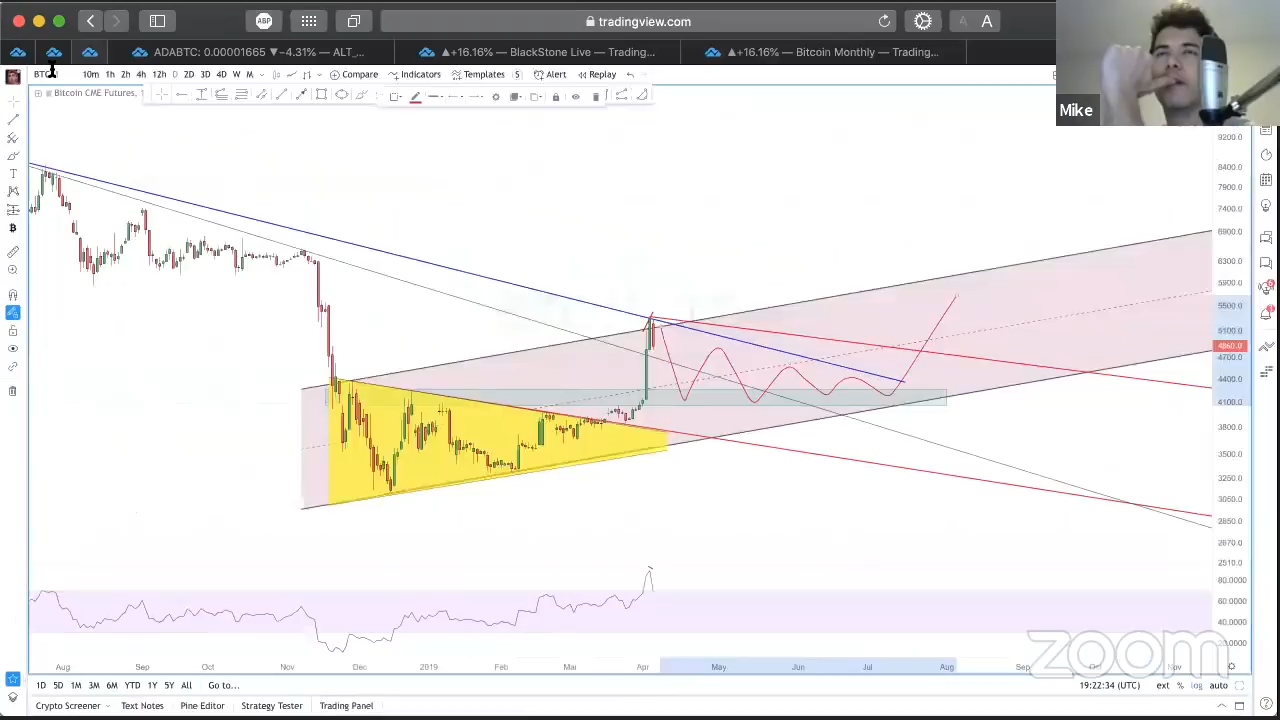 ABP
tradingview.com
A A
ADABTC: 0.00001665 ▼-4.31% — ALT_...
▲+16.16% — BlackStone Live — Trading...
▲+16.16% — Bitcoin Monthly — Trading...
10m 1h 2h 4h 12h D 2D 3D 4D W M
Compare
Indicators
Templates
Alert
Replay
Bitcoin CME Futures,
Mike
9200.0
8400.0
7900.0
7400.0
6900.0
6300.0
5900.0
5500.0
5100.0
4860.0
4700.0
4400.0
4100.0
3800.0
3500.0
3250.0
3050.0
2850.0
2670.0
2510.0
80.0000
60.0000
40.0000
20.0000
zoom
Aug Sep Oct Nov Dec 2019 Feb Mar Apr May Jun Jul Aug Sep Oct Nov
1D 5D 1M 3M 6M YTD 1Y 5Y All Go to...
19:22:34 (UTC) ext % log auto
Crypto Screener Text Notes Pine Editor Strategy Tester Trading Panel